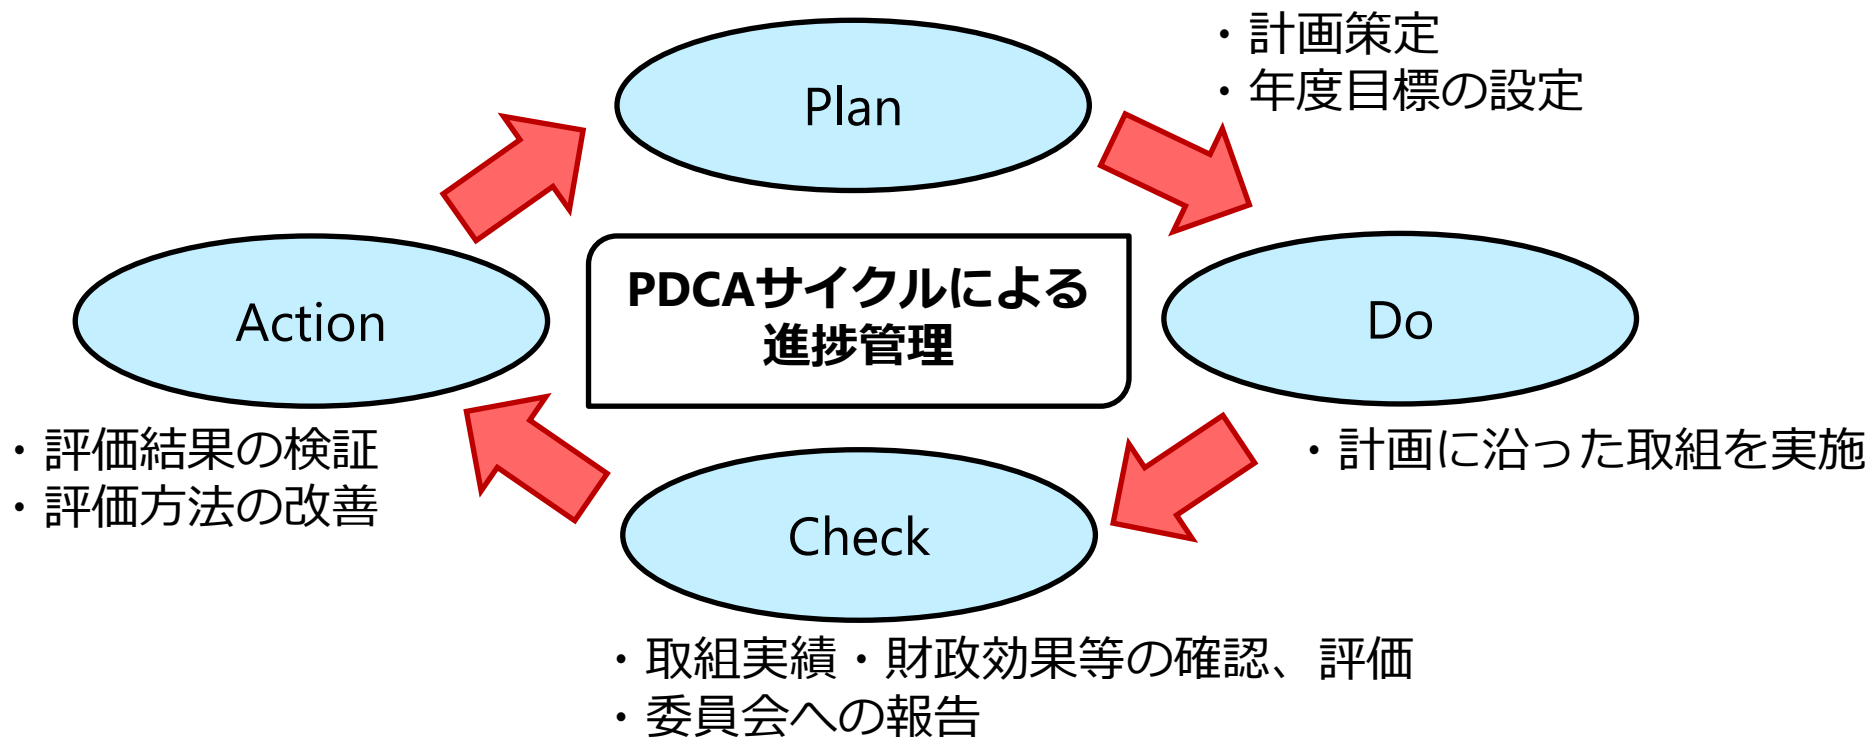 Plan
・計画策定
・年度目標の設定
PDCAサイクルによる
進捗管理
Action
Do
・評価結果の検証
・評価方法の改善
・計画に沿った取組を実施
Check
・取組実績・財政効果等の確認、評価
・委員会への報告